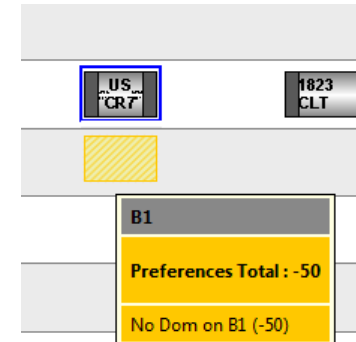 US
"CR7"
1823
CLT
B1
Preferences Total : -50
No Dom on B1 (-50)